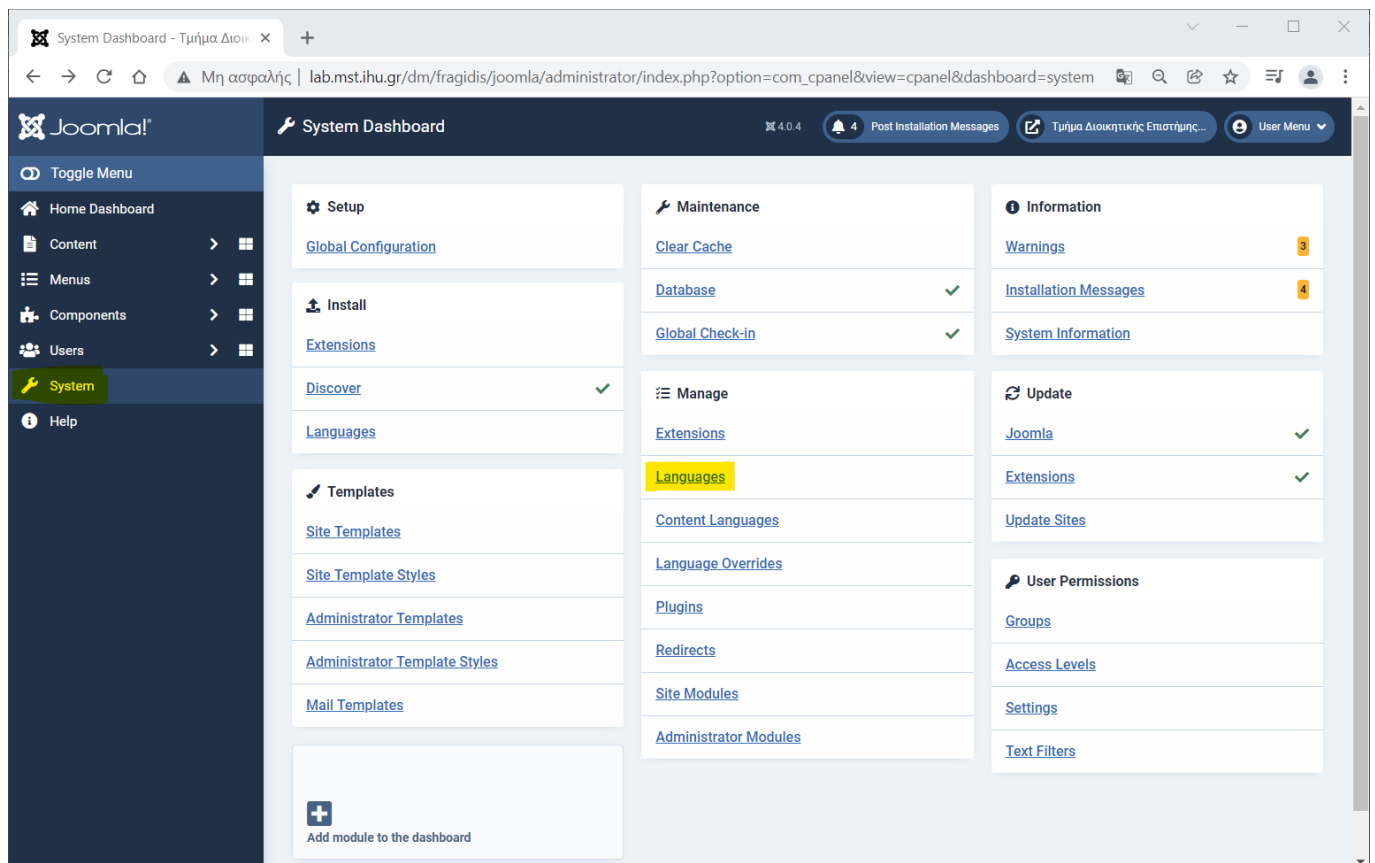 System Dashboard - Τμήμα Διοικ
Μη ασφαλής | lab.mst.ihu.gr/dm/fragidis/joomla/administrator/index.php?option=com_cpanel&view=cpanel&dashboard=system
Joomla!®
System Dashboard
4.0.4
4 Post Installation Messages
Τμήμα Διοικητικής Επιστήμης...
User Menu
Toggle Menu
Home Dashboard
Content
Menus
Components
Users
System
Help
Setup
Global Configuration
Install
Extensions
Discover
Languages
Templates
Site Templates
Site Template Styles
Administrator Templates
Administrator Template Styles
Mail Templates
Add module to the dashboard
Maintenance
Clear Cache
Database
Global Check-in
Manage
Extensions
Languages
Content Languages
Language Overrides
Plugins
Redirects
Site Modules
Administrator Modules
Information
Warnings 3
Installation Messages 4
System Information
Update
Joomla
Extensions
Update Sites
User Permissions
Groups
Access Levels
Settings
Text Filters